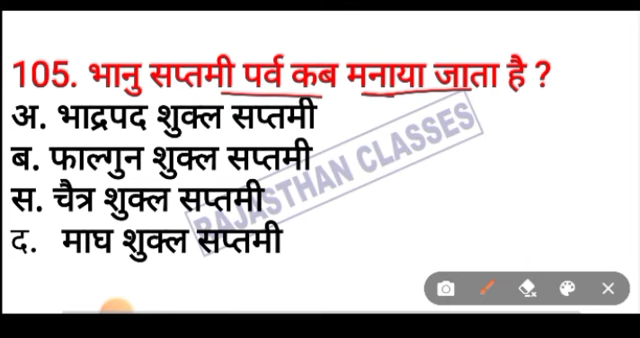 105. भानु सप्तमी पर्व कब मनाया जाता है ?
अ. भाद्रपद शुक्ल सप्तमी
ब. फाल्गुन शुक्ल सप्तमी
स. चैत्र शुक्ल सप्तमी
द. माघ शुक्ल सप्तमी
RAJASTHAN CLASSES